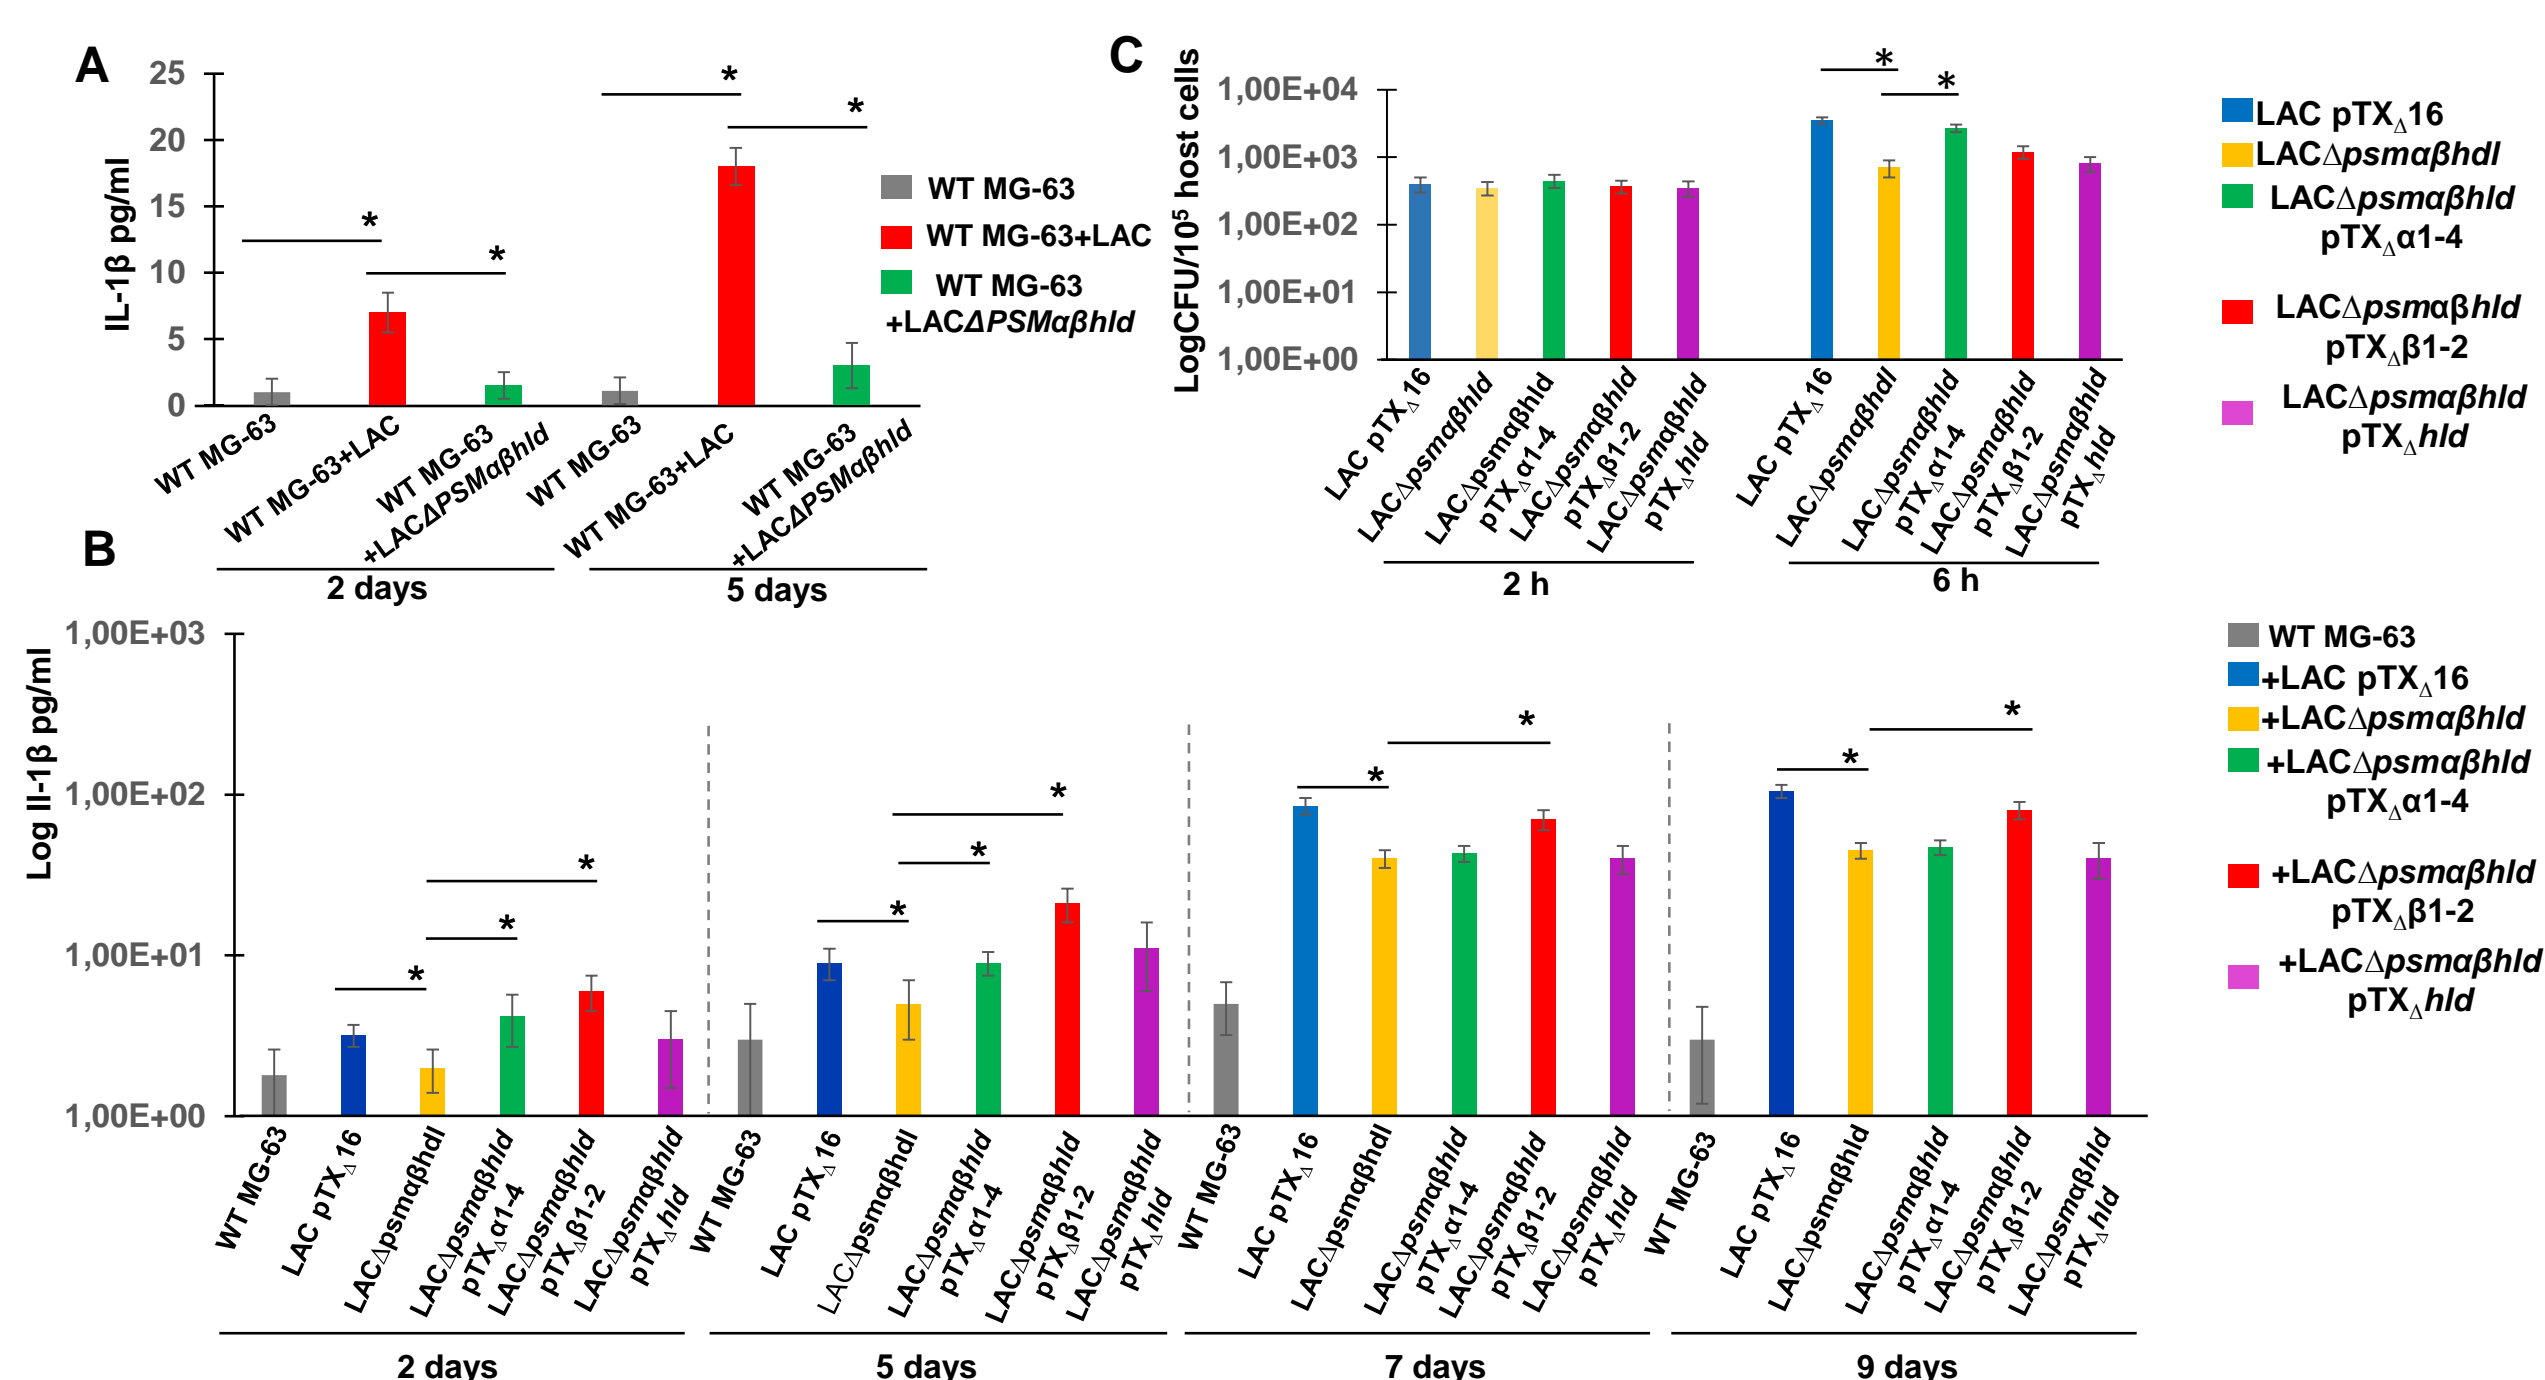 A
25
20
15
10
5
0
IL-1β pg/ml
*
*
*
*
WT MG-63
WT MG-63+LAC
WT MG-63
+LACΔPSMαβhld
WT MG-63
WT MG-63+LAC
WT MG-63
+LACΔPSMαβhld
WT MG-63
WT MG-63+LAC
WT MG-63
+LACΔPSMαβhld
2 days
5 days
C
LogCFU/10⁵ host cells
1,00E+04
1,00E+03
1,00E+02
1,00E+01
1,00E+00
*
*
LAC pTXΔ16
LACΔpsmαβhld
LACΔpsmαβhld
pTXΔα1-4
LACΔpsmαβhld
pTXΔβ1-2
LACΔpsmαβhld
pTXΔhld
LAC pTXΔ16
LACΔpsmαβhdl
LACΔpsmαβhld
pTXΔα1-4
LACΔpsmαβhld
pTXΔβ1-2
LACΔpsmαβhld
pTXΔhld
2 h
6 h
LAC pTXΔ16
LACΔpsmαβhdl
LACΔpsmαβhld
pTXΔα1-4
LACΔpsmαβhld
pTXΔβ1-2
LACΔpsmαβhld
pTXΔhld
B
Log Il-1β pg/ml
1,00E+03
1,00E+02
1,00E+01
1,00E+00
*
*
*
*
*
*
*
*
*
*
WT MG-63
LAC pTXΔ16
LACΔpsmαβhdl
LACΔpsmαβhld
pTXΔα1-4
LACΔpsmαβhld
pTXΔβ1-2
LACΔpsmαβhld
pTXΔhld
WT MG-63
LAC pTXΔ16
LACΔpsmαβhdl
LACΔpsmαβhld
pTXΔα1-4
LACΔpsmαβhld
pTXΔβ1-2
LACΔpsmαβhld
pTXΔhld
WT MG-63
LAC pTXΔ16
LACΔpsmαβhdl
LACΔpsmαβhld
pTXΔα1-4
LACΔpsmαβhld
pTXΔβ1-2
LACΔpsmαβhld
pTXΔhld
WT MG-63
LAC pTXΔ16
LACΔpsmαβhld
LACΔpsmαβhld
pTXΔα1-4
LACΔpsmαβhld
pTXΔβ1-2
LACΔpsmαβhld
pTXΔhld
2 days
5 days
7 days
9 days
WT MG-63
+LAC pTXΔ16
+LACΔpsmαβhld
+LACΔpsmαβhld
pTXΔα1-4
+LACΔpsmαβhld
pTXΔβ1-2
+LACΔpsmαβhld
pTXΔhld